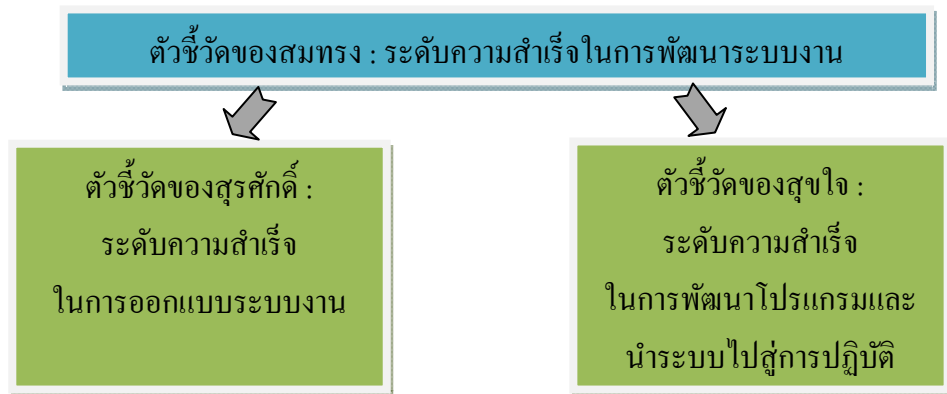 ตัวชี้วัดของสมทรง : ระดับความสำเร็จในการพัฒนาระบบงาน
ตัวชี้วัดของสุรศักดิ์ :
ระดับความสำเร็จ
ในการออกแบบระบบงาน
ตัวชี้วัดของสุขใจ :
ระดับความสำเร็จ
ในการพัฒนาโปรแกรมและ
นำระบบไปสู่การปฏิบัติ